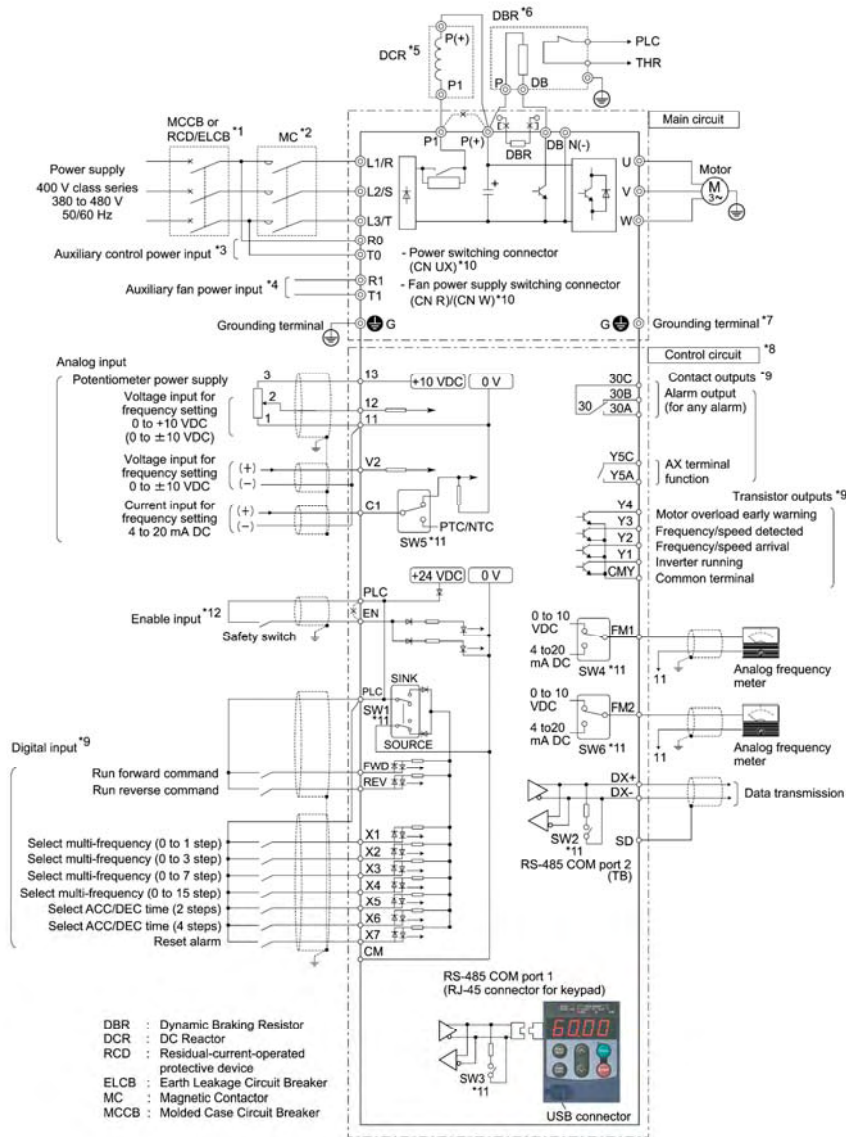 DBR *6
P(+)
DCR *5
PLC
THR
P1
P
DB
MCCB or
RCD/ELCB *1
MC *2
P1
P(+)
DBR
DB
N(-)
Main circuit
Power supply
400 V class series
380 to 480 V
50/60 Hz
L1/R
L2/S
L3/T
+
U
V
W
Motor
M
3~
Auxiliary control power input *3
R0
T0
- Power switching connector
(CN UX) *10
Auxiliary fan power input *4
R1
T1
- Fan power supply switching connector
(CN R)/(CN W) *10
Grounding terminal
G
G
Grounding terminal *7
Control circuit *8
Analog input
Potentiometer power supply
3
13
+10 VDC
0 V
Voltage input for
frequency setting
0 to +10 VDC
(0 to ±10 VDC)
2
12
1
11
Voltage input for
frequency setting
0 to ±10 VDC
(+)
(-)
V2
Current input for
frequency setting
4 to 20 mA DC
(+)
(-)
C1
PTC/NTC
SW5 *11
30C
30B
30A
30
Contact outputs *9
Alarm output
(for any alarm)
Y5C
Y5A
AX terminal
function
Transistor outputs *9
Y4
Motor overload early warning
Y3
Frequency/speed detected
Y2
Frequency/speed arrival
Y1
Inverter running
CMY
Common terminal
+24 VDC
0 V
PLC
EN
Enable input *12
Safety switch
0 to 10
VDC
4 to20
mA DC
SW4 *11
FM1
11
Analog frequency
meter
0 to 10
VDC
4 to20
mA DC
SW6 *11
FM2
11
Analog frequency
meter
PLC
SINK
SW1
*11
SOURCE
Digital input *9
Run forward command
FWD
Run reverse command
REV
DX+
DX-
Data transmission
SW2
*11
SD
RS-485 COM port 2
(TB)
Select multi-frequency (0 to 1 step)
X1
Select multi-frequency (0 to 3 step)
X2
Select multi-frequency (0 to 7 step)
X3
Select multi-frequency (0 to 15 step)
X4
Select ACC/DEC time (2 steps)
X5
Select ACC/DEC time (4 steps)
X6
Reset alarm
X7
CM
RS-485 COM port 1
(RJ-45 connector for keypad)
60.00
SW3
*11
USB connector
DBR : Dynamic Braking Resistor
DCR : DC Reactor
RCD : Residual-current-operated
protective device
ELCB : Earth Leakage Circuit Breaker
MC : Magnetic Contactor
MCCB : Molded Case Circuit Breaker